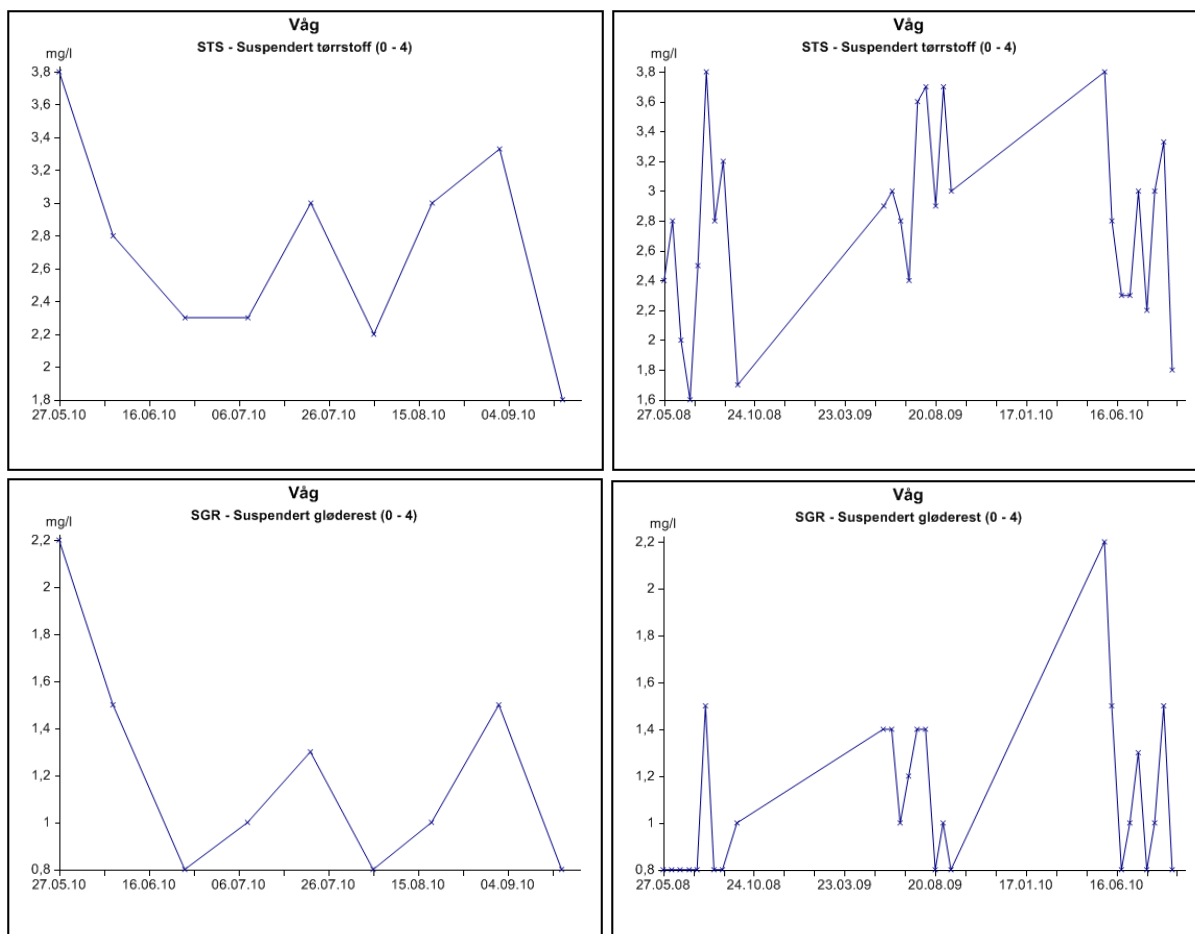 Våg
STS - Suspendert tørrstoff (0 - 4)
mg/l
3,8
3,6
3,4
3,2
3
2,8
2,6
2,4
2,2
2
1,8
27.05.10 16.06.10 06.07.10 26.07.10 15.08.10 04.09.10
Våg
STS - Suspendert tørrstoff (0 - 4)
mg/l
3,8
3,6
3,4
3,2
3
2,8
2,6
2,4
2,2
2
1,8
1,6
27.05.08 24.10.08 23.03.09 20.08.09 17.01.10 16.06.10
Våg
SGR - Suspendert gløderest (0 - 4)
mg/l
2,2
2
1,8
1,6
1,4
1,2
1
0,8
27.05.10 16.06.10 06.07.10 26.07.10 15.08.10 04.09.10
Våg
SGR - Suspendert gløderest (0 - 4)
mg/l
2,2
2
1,8
1,6
1,4
1,2
1
0,8
27.05.08 24.10.08 23.03.09 20.08.09 17.01.10 16.06.10